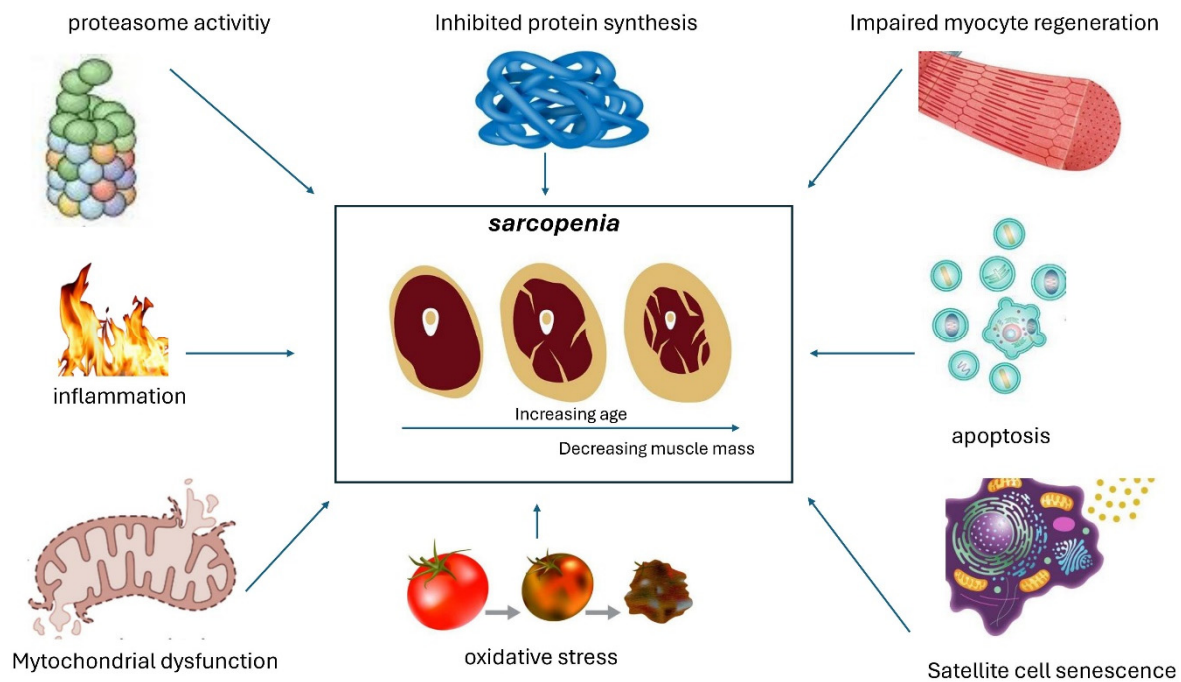 proteasome activitiy
Inhibited protein synthesis
Impaired myocyte regeneration
sarcopenia
inflammation
Increasing age
Decreasing muscle mass
apoptosis
Mytochondrial dysfunction
oxidative stress
Satellite cell senescence